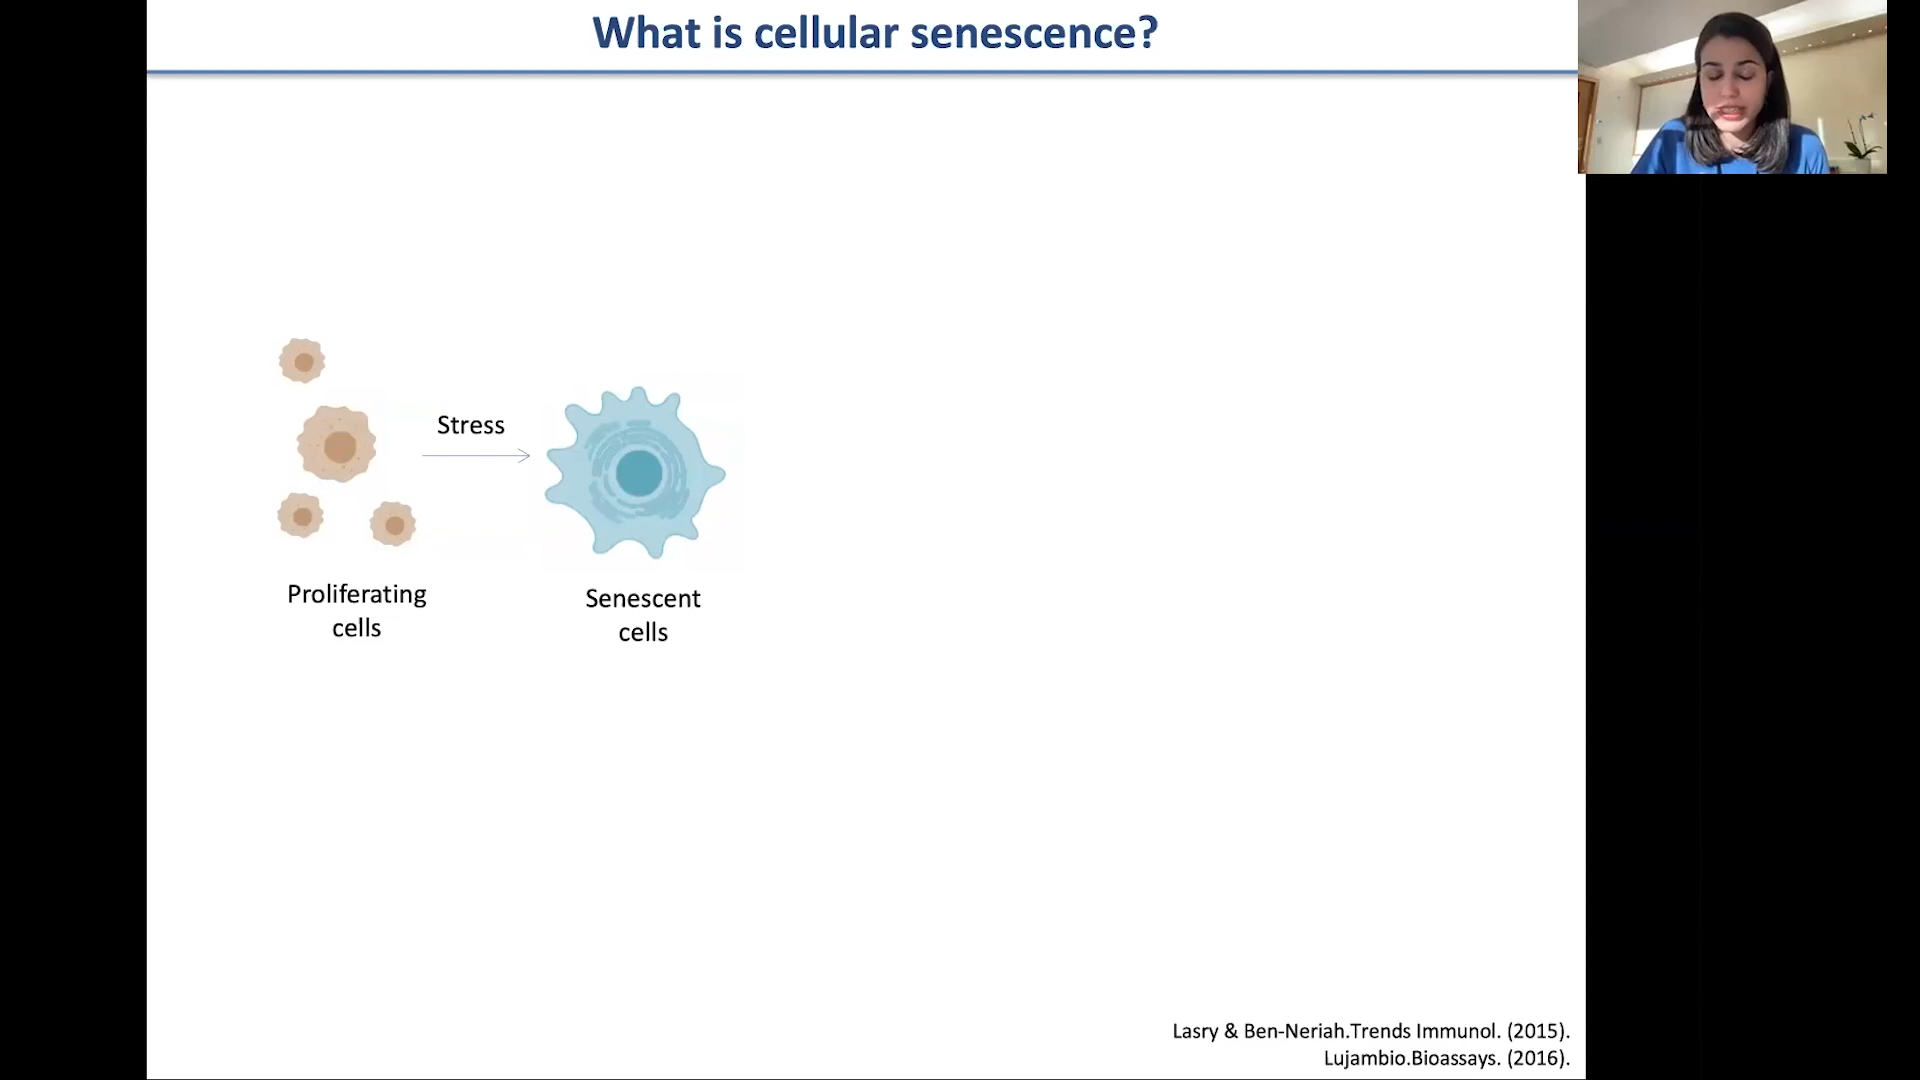 What is cellular senescence?
Stress
Proliferating
cells
Senescent
cells
Lasry & Ben-Neriah.Trends Immunol. (2015).
Lujambio.Bioassays. (2016).